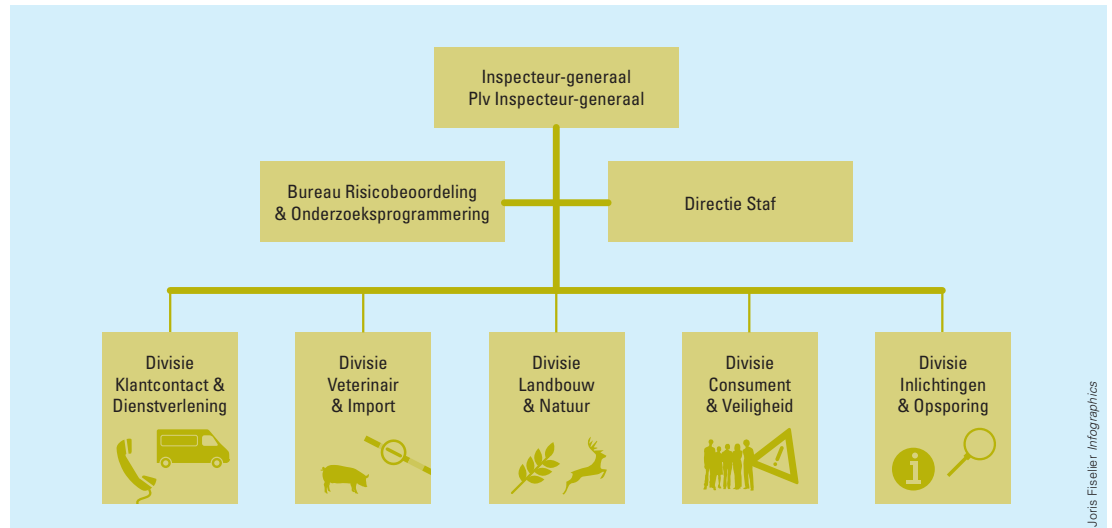 Inspecteur-generaal
Plv Inspecteur-generaal
Bureau Risicobeoordeling
& Onderzoeksprogrammering
Directie Staf
Divisie
Klantcontact &
Dienstverlening
Divisie
Veterinair
& Import
Divisie
Landbouw
& Natuur
Divisie
Consument
& Veiligheid
Divisie
Inlichtingen
& Opsporing
!
i
Joris Fiselier Infographics